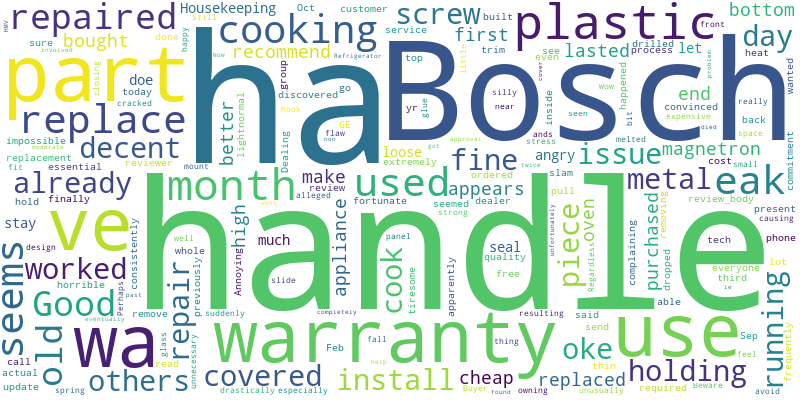 repaired
Housekeeping
Oct
customer
screw
plastic
bottom
HMV
involved
bought
done
happy
Still
cooking
service
built
first
trim
process
drilled
front
let
day
part
sure
doe
today
closing
cracked
how
Refrigerator
recommend
group
top
lasted
see
even
happened
heat
wanted
ha
Bosch
replace
decent
impossible
moderate
replacement
reviewer
fit
essential
better
lightnormal
discovered
go
Hook
GE
flaw
non
Dealing
yr
silly
near
glue
inside
wow
seen
melted
bit
end
convinced
expensive
died
really
back
space
cover
problem
little
issue
magnetron
cost
small
commitment
already
hold
finally
mount
month
make
review
alleged
fortunate
loose
extremely
used
got
approval
fine
appears
ordered
ands
stress
twice
angry
slam
metal
leak
ve
stay
handle
seemed
strong
dealer
pull
piece
oven
purchased
removing
review_body
present
causing
seems
design
worked
horrible
Perhaps
past
consistently
well
whole
Annoying
high
much
want
slide
appliance
panel
cook
tiresome
seal
quality
free
apparently
unfortunately
Regardless
complaining
dropped
tech
everyone
third
phone
lot
old
Good
wa
remove
repair
previously
suddenly
warranty
completely
resulting
able
said
send
use
ie
Sep
feel
running
frequently
call
actual
update
eventually
spring
others
glass
read
unnecessary
covered
drastically
especially
Feb
fall
help
install
thing
Buyer
found
cheap
owning
oke
replaced
thin
unusually
holding
required
Beware
avoid